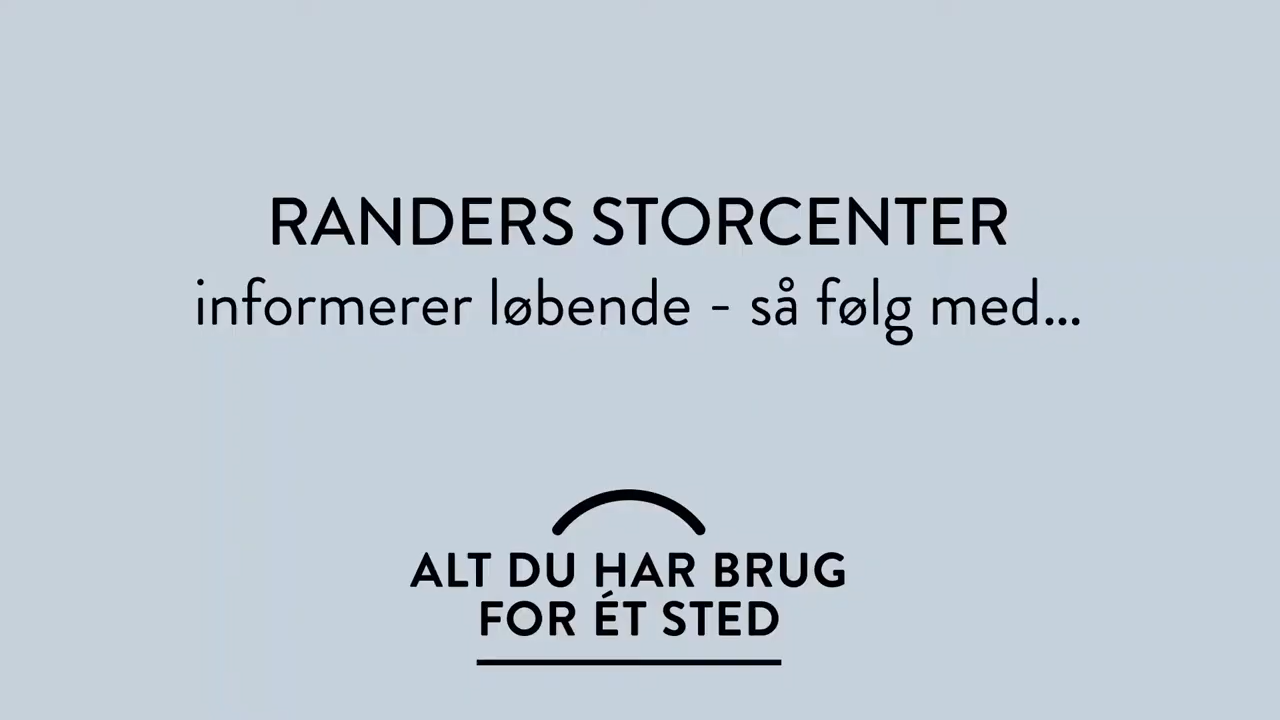 RANDERS STORCENTER
informerer løbende - så følg med...
ALT DU HAR BRUG
FOR ÉT STED